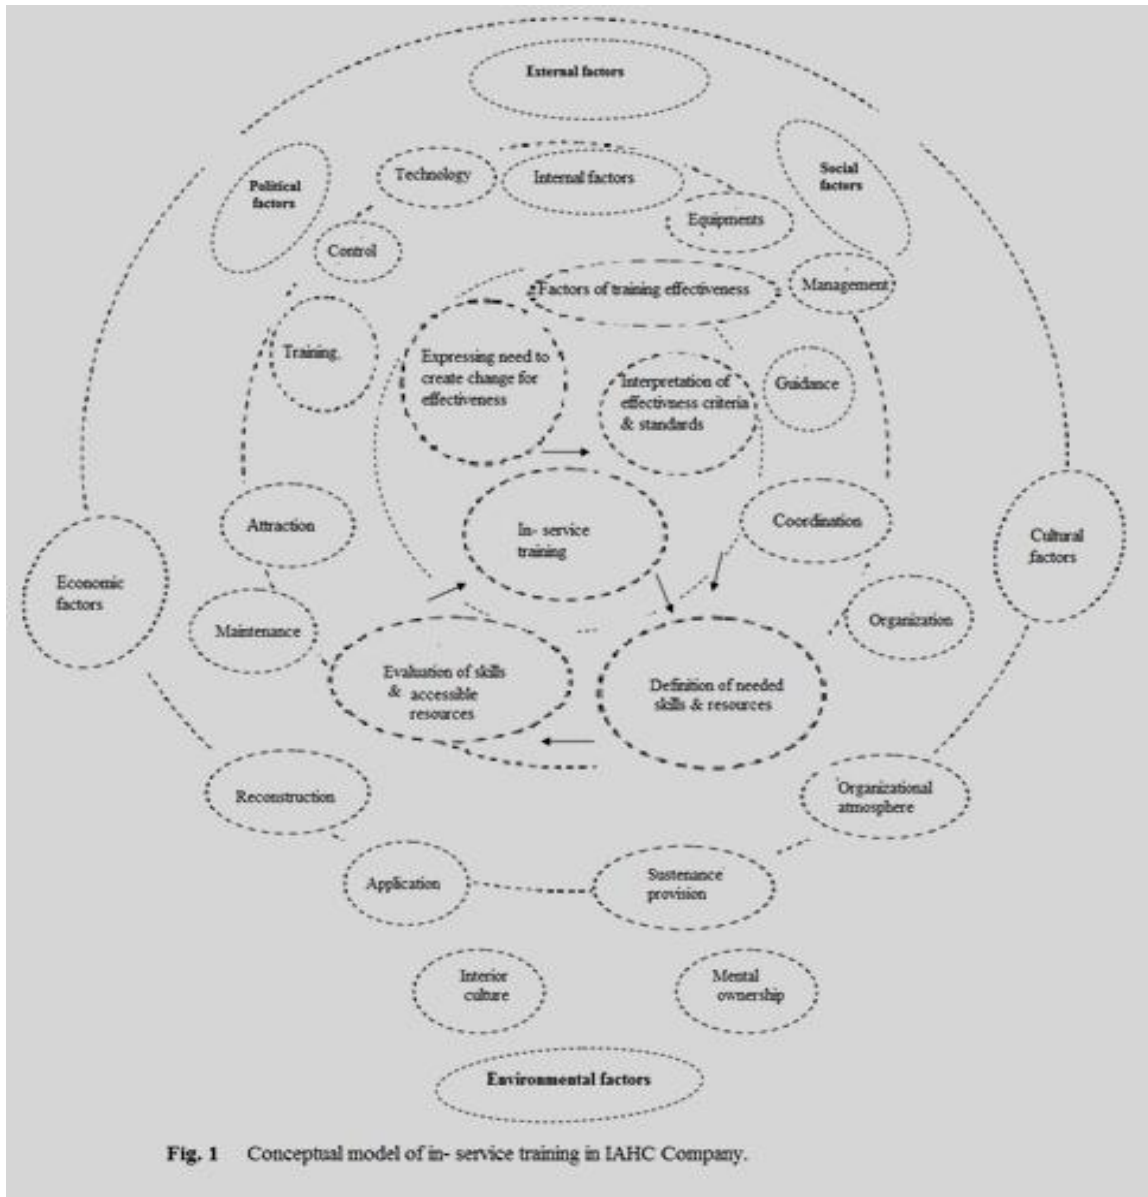 External factors
Political
factors
Technology
Internal factors
Social
factors
Equipments
Control
Factors of training effectiveness
Management
Training,
Expressing need to
create change for
effectiveness
Interpretation of
effectivness criteria
& standards
Guidance
Attraction
In- service
training
Coordination
Cultural
factors
Economic
factors
Maintenance
Organization
Evaluation of skills
& accessible
resources
Definition of needed
skills & resources
Reconstruction
Organizational
atmosphere
Application
Sustenance
provision
Interior
culture
Mental
ownership
Environmental factors
Fig. 1 Conceptual model of in- service training in IAHC Company.